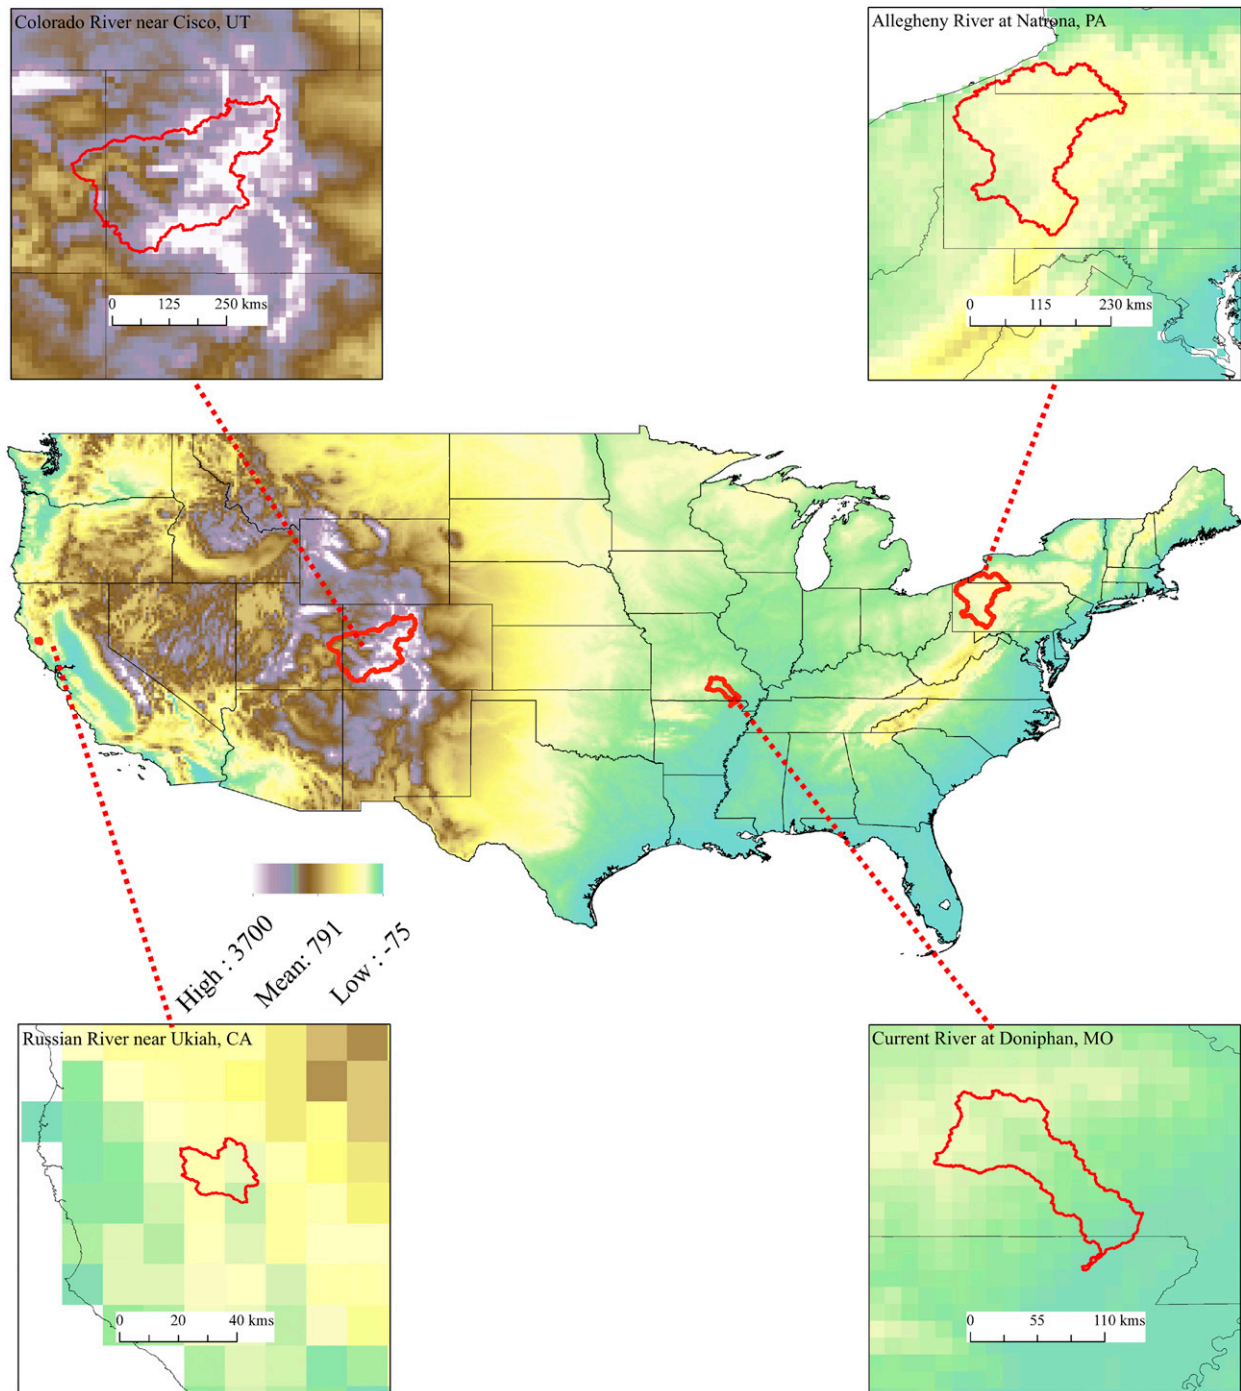 Colorado River near Cisco, UT
0 125 250 kms
Allegheny River at Natrona, PA
0 115 230 kms
High : 3700
Mean: 791
Low : -75
Russian River near Ukiah, CA
0 20 40 kms
Current River at Doniphan, MO
0 55 110 kms